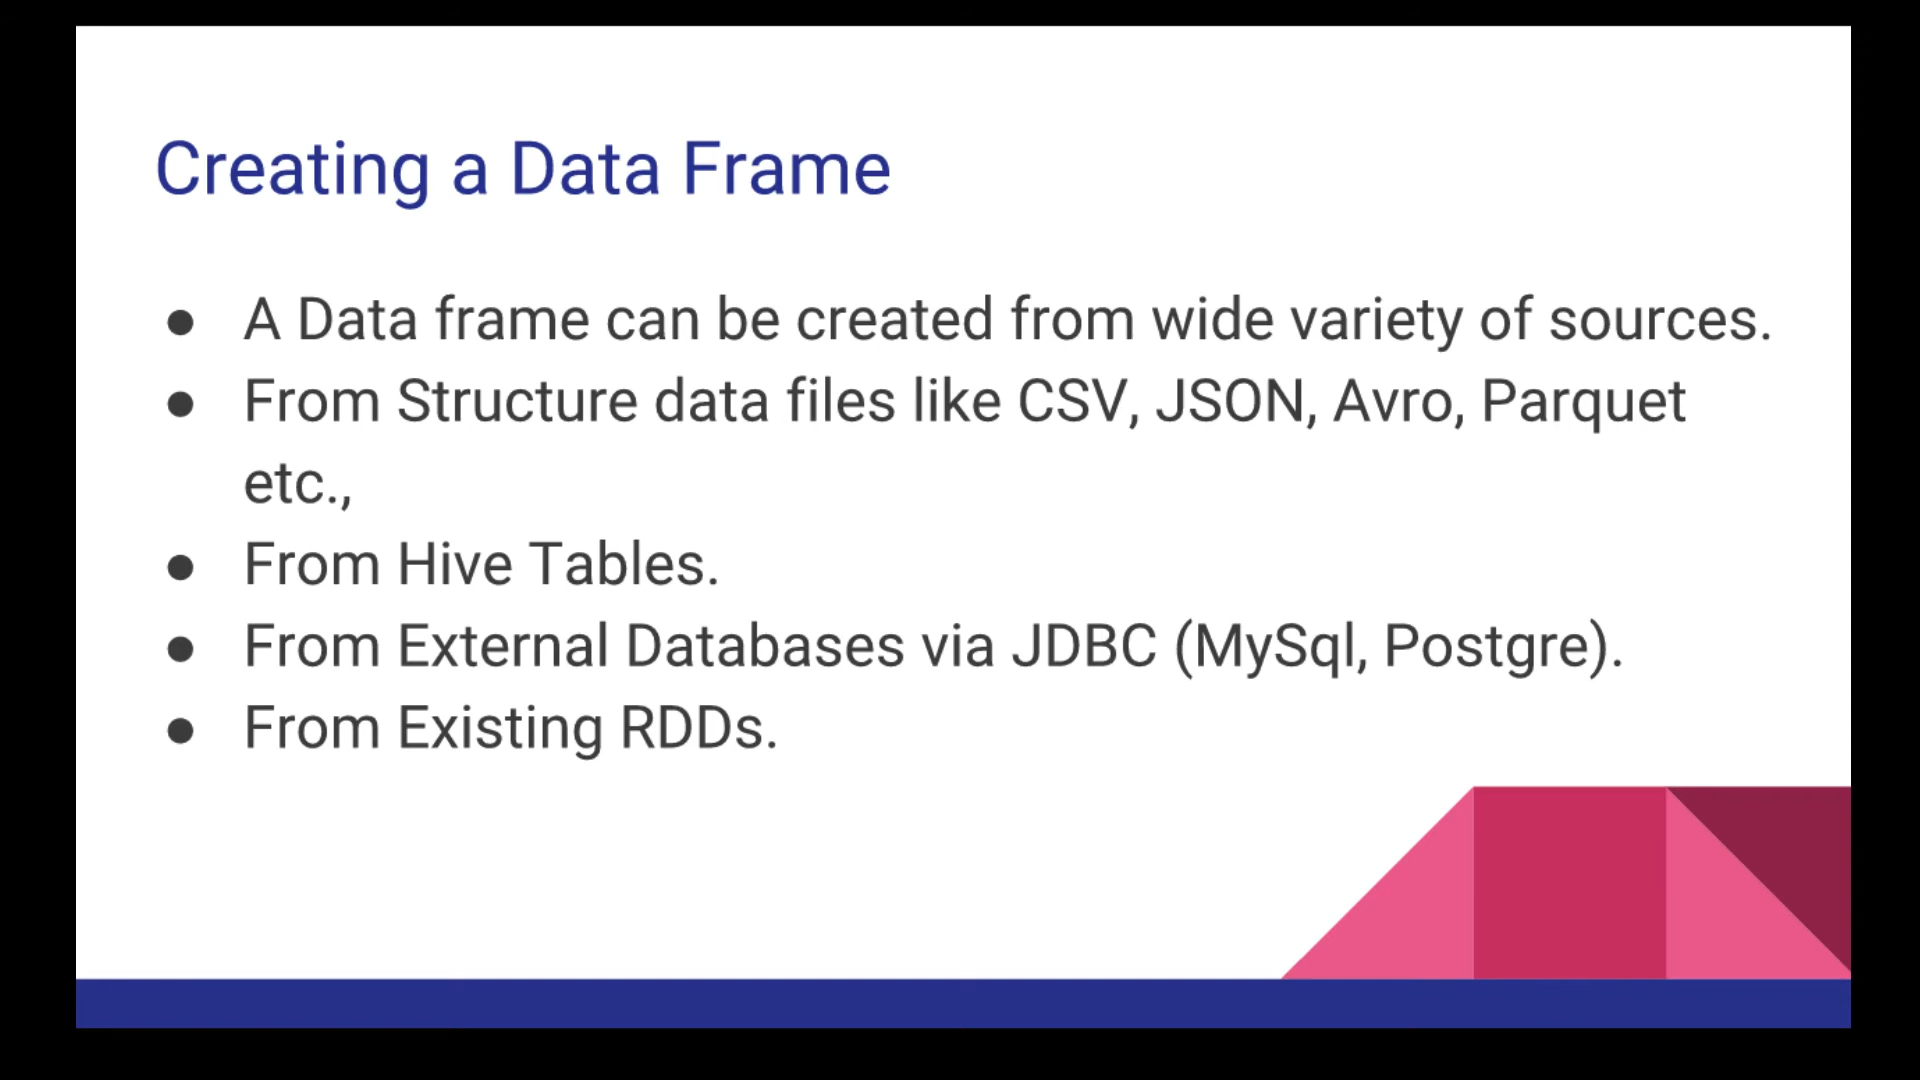 Creating a Data Frame
● A Data frame can be created from wide variety of sources.
● From Structure data files like CSV, JSON, Avro, Parquet
etc.,
● From Hive Tables.
● From External Databases via JDBC (MySql, Postgre).
● From Existing RDDs.